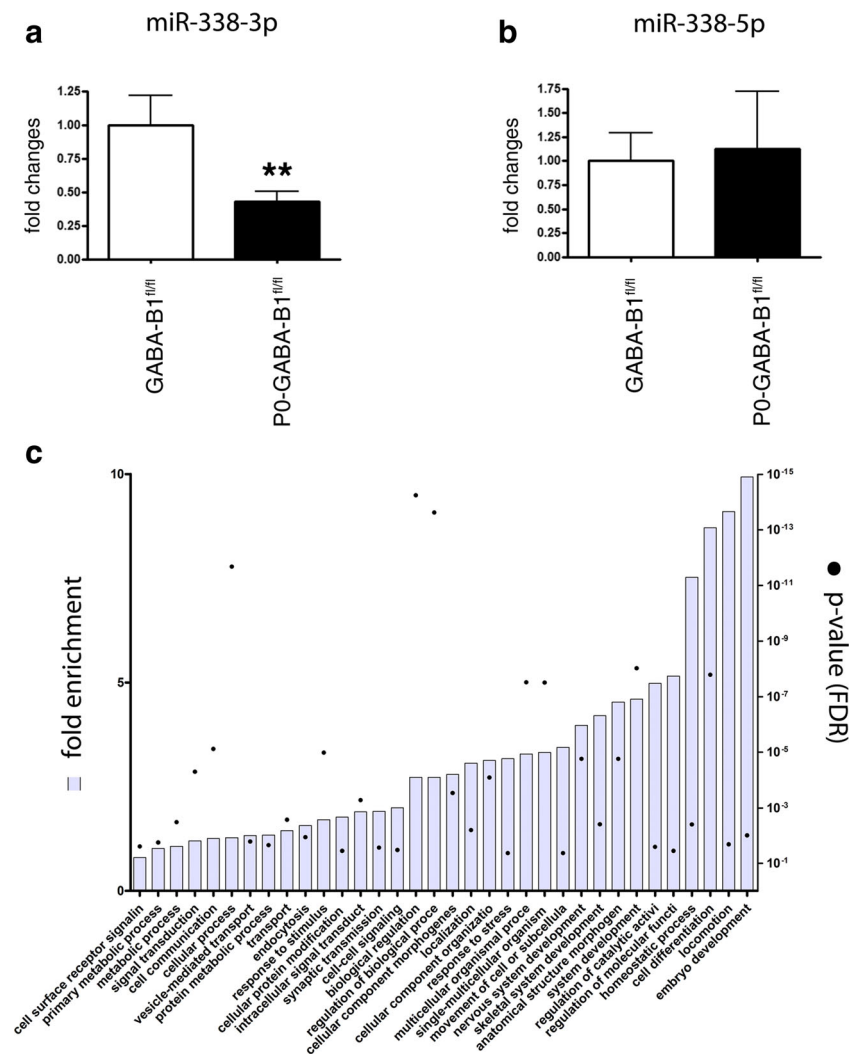 a
miR-338-3p
b
miR-338-5p
fold changes
1.25
1.00
0.75
0.50
0.25
0.00
**
GABA-B1fl/fl
P0-GABA-B1fl/fl
fold changes
1.75
1.50
1.25
1.00
0.75
0.50
0.25
0.00
GABA-B1fl/fl
P0-GABA-B1fl/fl
c
fold enrichment
10
5
0
10-15
10-13
10-11
10-9
10-7
10-5
10-3
10-1
p-value (FDR)
cell surface receptor signalin
primary metabolic process
metabolic process
signal transduction
cell communication
cellular process
vesicle-mediated transport
protein metabolic process
transport
endocytosis
response to stimulus
cellular protein modification
intracellular signal transduct
synaptic transmission
cell-cell signaling
biological regulation
regulation of biological proce
cellular component morphogenes
localization
cellular component organizatio
response to stress
multicellular organismal proce
single-multicellular organism
movement of cell or subcellula
nervous system development
skeletal system development
anatomical structure morphogen
system development
regulation of catalytic activi
regulation of molecular functi
homeostatic process
cell differentiation
locomotion
embryo development